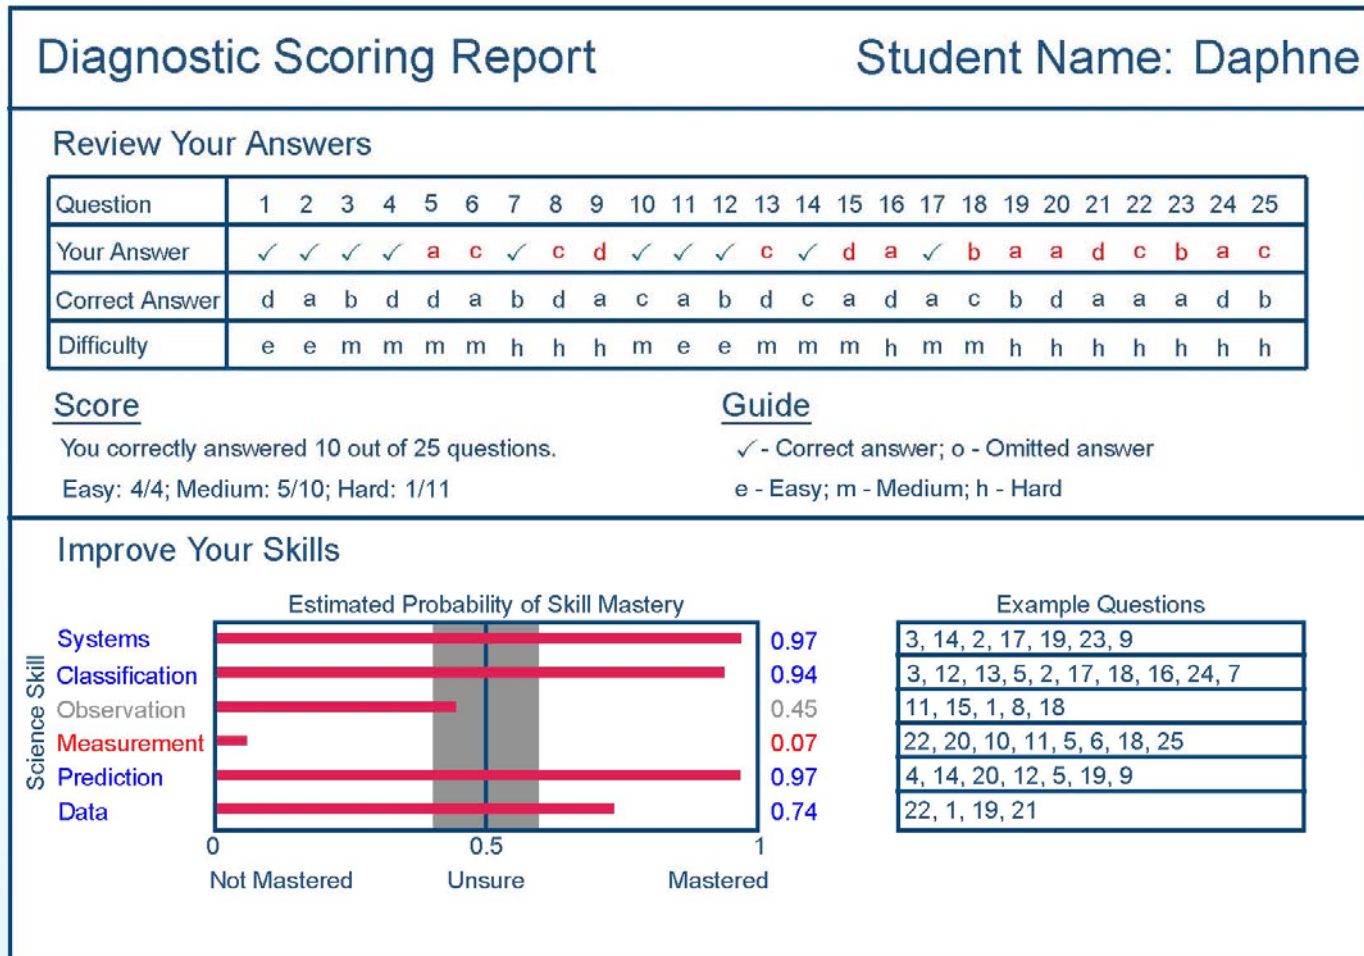 Diagnostic Scoring Report Student Name: Daphne
Review Your Answers
Question 1 2 3 4 5 6 7 8 9 10 11 12 13 14 15 16 17 18 19 20 21 22 23 24 25
Your Answer ✓ ✓ ✓ ✓ a c ✓ c d ✓ ✓ ✓ c ✓ d a ✓ b a a d c b a c
Correct Answer d a b d d a b d a c a b d c a d a c b d a a a d b
Difficulty e e m m m m h h h m e e m m m h m m h h h h h h h
Score Guide
You correctly answered 10 out of 25 questions. ✓ - Correct answer; o - Omitted answer
Easy: 4/4; Medium: 5/10; Hard: 1/11 e - Easy; m - Medium; h - Hard
Improve Your Skills
Estimated Probability of Skill Mastery Example Questions
Science Skill
Systems 0.97 3, 14, 2, 17, 19, 23, 9
Classification 0.94 3, 12, 13, 5, 2, 17, 18, 16, 24, 7
Observation 0.45 11, 15, 1, 8, 18
Measurement 0.07 22, 20, 10, 11, 5, 6, 18, 25
Prediction 0.97 4, 14, 20, 12, 5, 19, 9
Data 0.74 22, 1, 19, 21
0 0.5 1
Not Mastered Unsure Mastered